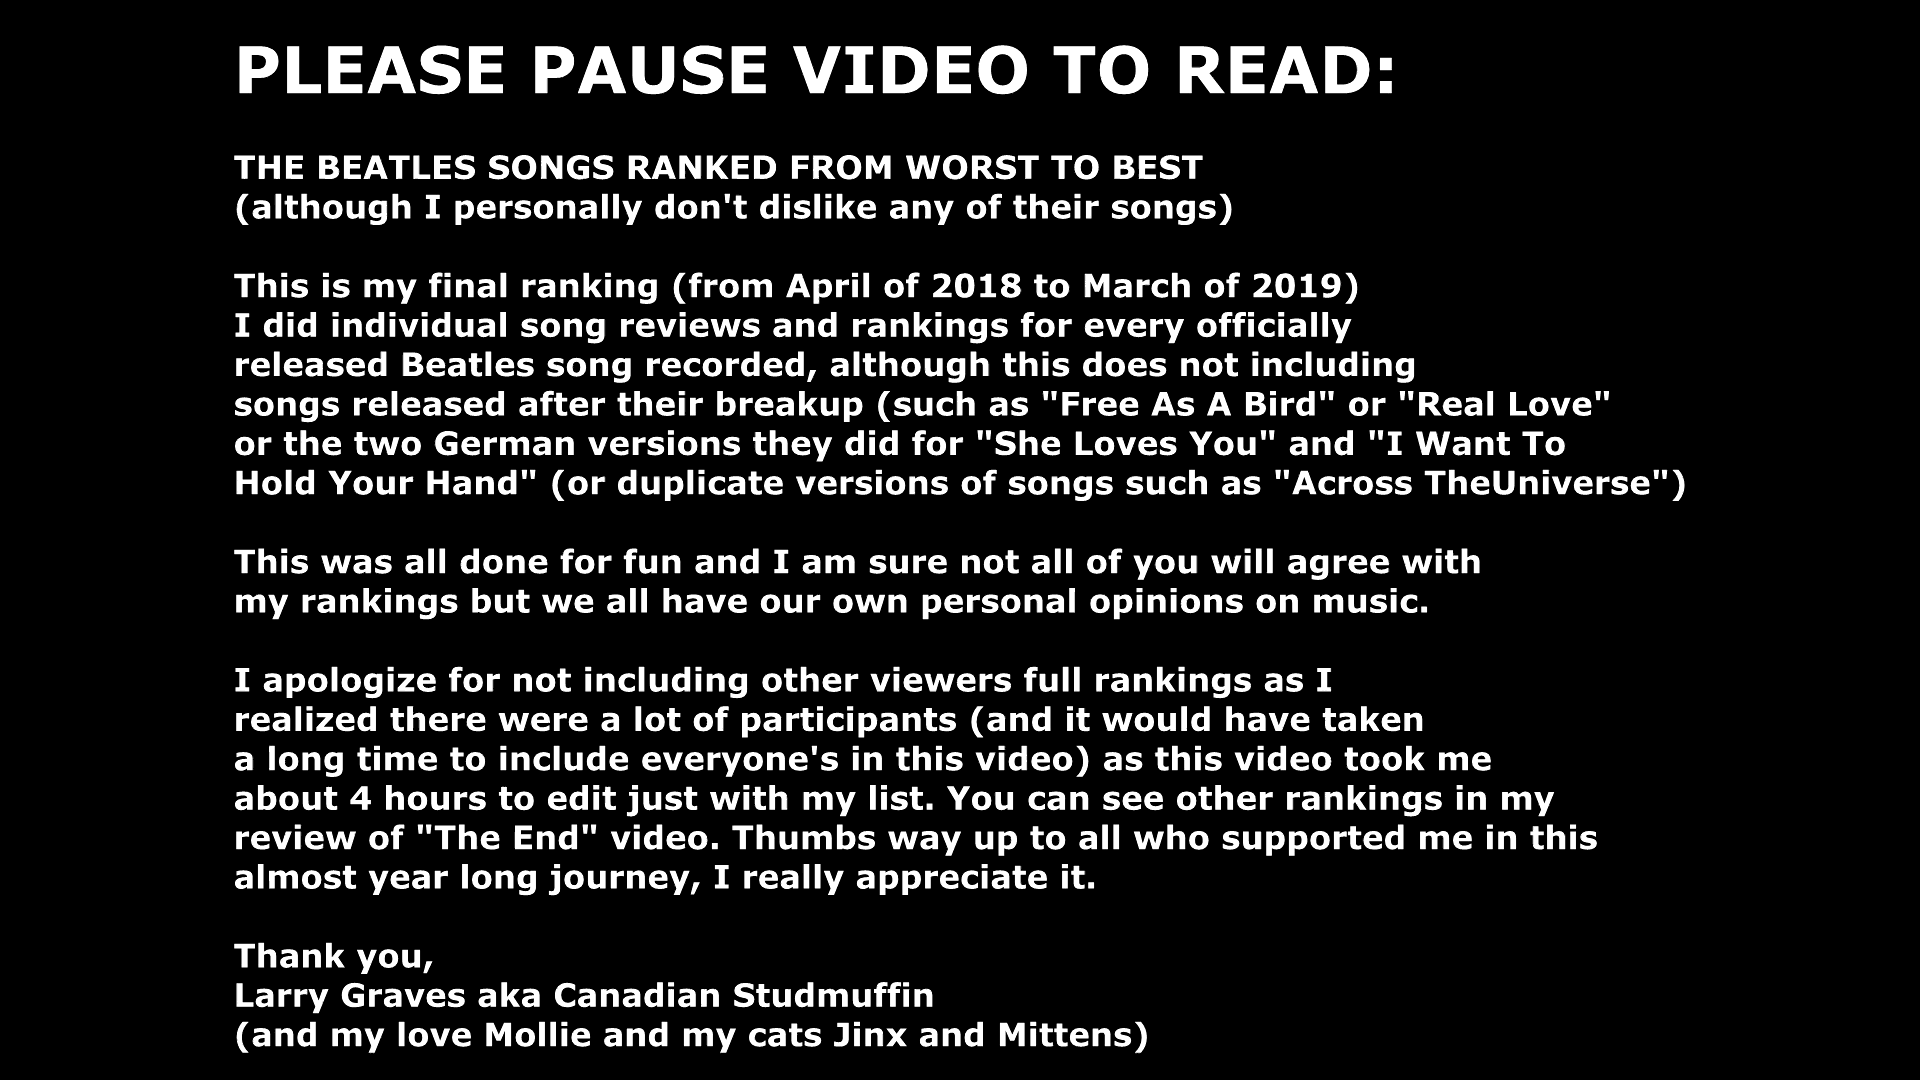 PLEASE PAUSE VIDEO TO READ:
THE BEATLES SONGS RANKED FROM WORST TO BEST
(although I personally don't dislike any of their songs)
This is my final ranking (from April of 2018 to March of 2019)
I did individual song reviews and rankings for every officially
released Beatles song recorded, although this does not including
songs released after their breakup (such as "Free As A Bird" or "Real Love"
or the two German versions they did for "She Loves You" and "I Want To
Hold Your Hand" (or duplicate versions of songs such as "Across TheUniverse")
This was all done for fun and I am sure not all of you will agree with
my rankings but we all have our own personal opinions on music.
I apologize for not including other viewers full rankings as I
realized there were a lot of participants (and it would have taken
a long time to include everyone's in this video) as this video took me
about 4 hours to edit just with my list. You can see other rankings in my
review of "The End" video. Thumbs way up to all who supported me in this
almost year long journey, I really appreciate it.
Thank you,
Larry Graves aka Canadian Studmuffin
(and my love Mollie and my cats Jinx and Mittens)